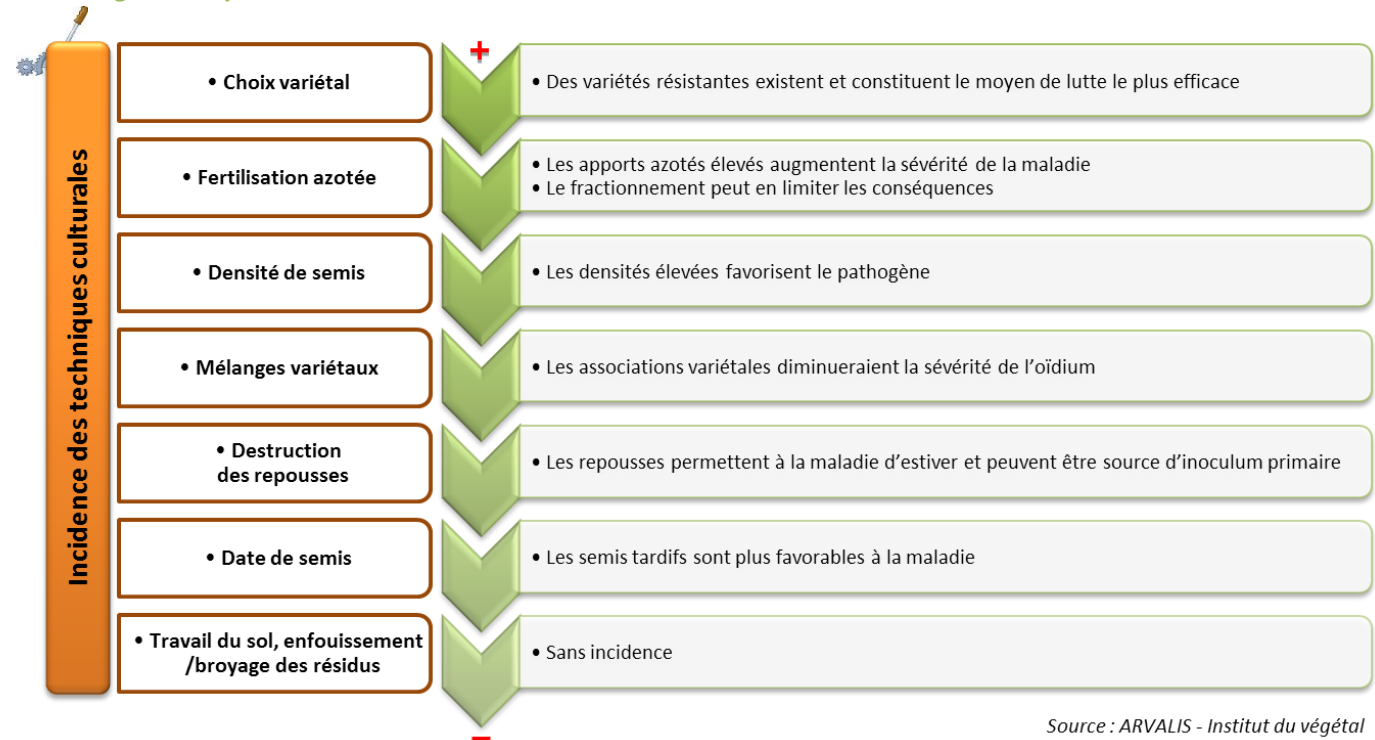 Incidence des techniques culturales
+
• Choix variétal
• Des variétés résistantes existent et constituent le moyen de lutte le plus efficace
• Fertilisation azotée
• Les apports azotés élevés augmentent la sévérité de la maladie
• Le fractionnement peut en limiter les conséquences
• Densité de semis
• Les densités élevées favorisent le pathogène
• Mélanges variétaux
• Les associations variétales diminueraient la sévérité de l'oïdium
• Destruction
des repousses
• Les repousses permettent à la maladie d'estiver et peuvent être source d'inoculum primaire
• Date de semis
• Les semis tardifs sont plus favorables à la maladie
• Travail du sol, enfouissement
/broyage des résidus
• Sans incidence
Source : ARVALIS - Institut du végétal